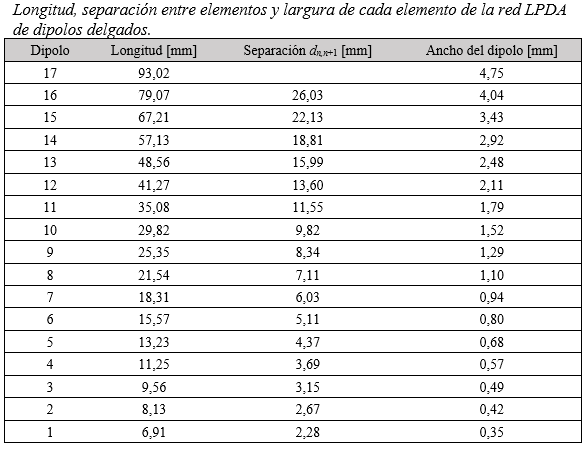 Longitud, separación entre elementos y largura de cada elemento de la red LPDA
de dipolos delgados.
Dipolo Longitud [mm] Separación dn,n+1 [mm] Ancho del dipolo [mm]
17 93,02 4,75
16 79,07 26,03 4,04
15 67,21 22,13 3,43
14 57,13 18,81 2,92
13 48,56 15,99 2,48
12 41,27 13,60 2,11
11 35,08 11,55 1,79
10 29,82 9,82 1,52
9 25,35 8,34 1,29
8 21,54 7,11 1,10
7 18,31 6,03 0,94
6 15,57 5,11 0,80
5 13,23 4,37 0,68
4 11,25 3,69 0,57
3 9,56 3,15 0,49
2 8,13 2,67 0,42
1 6,91 2,28 0,35